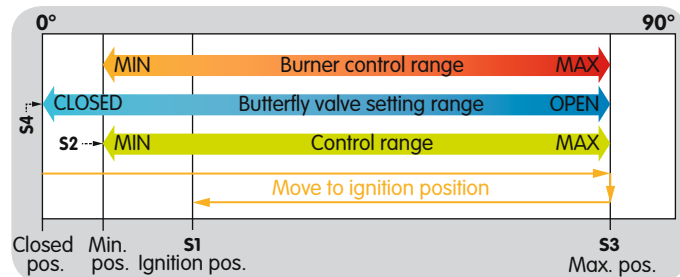 0° 90°
MIN Burner control range MAX
CLOSED Butterfly valve setting range OPEN
S4
S2 MIN Control range MAX
Move to ignition position
Closed Min. S1 S3
pos. pos. Ignition pos. Max. pos.